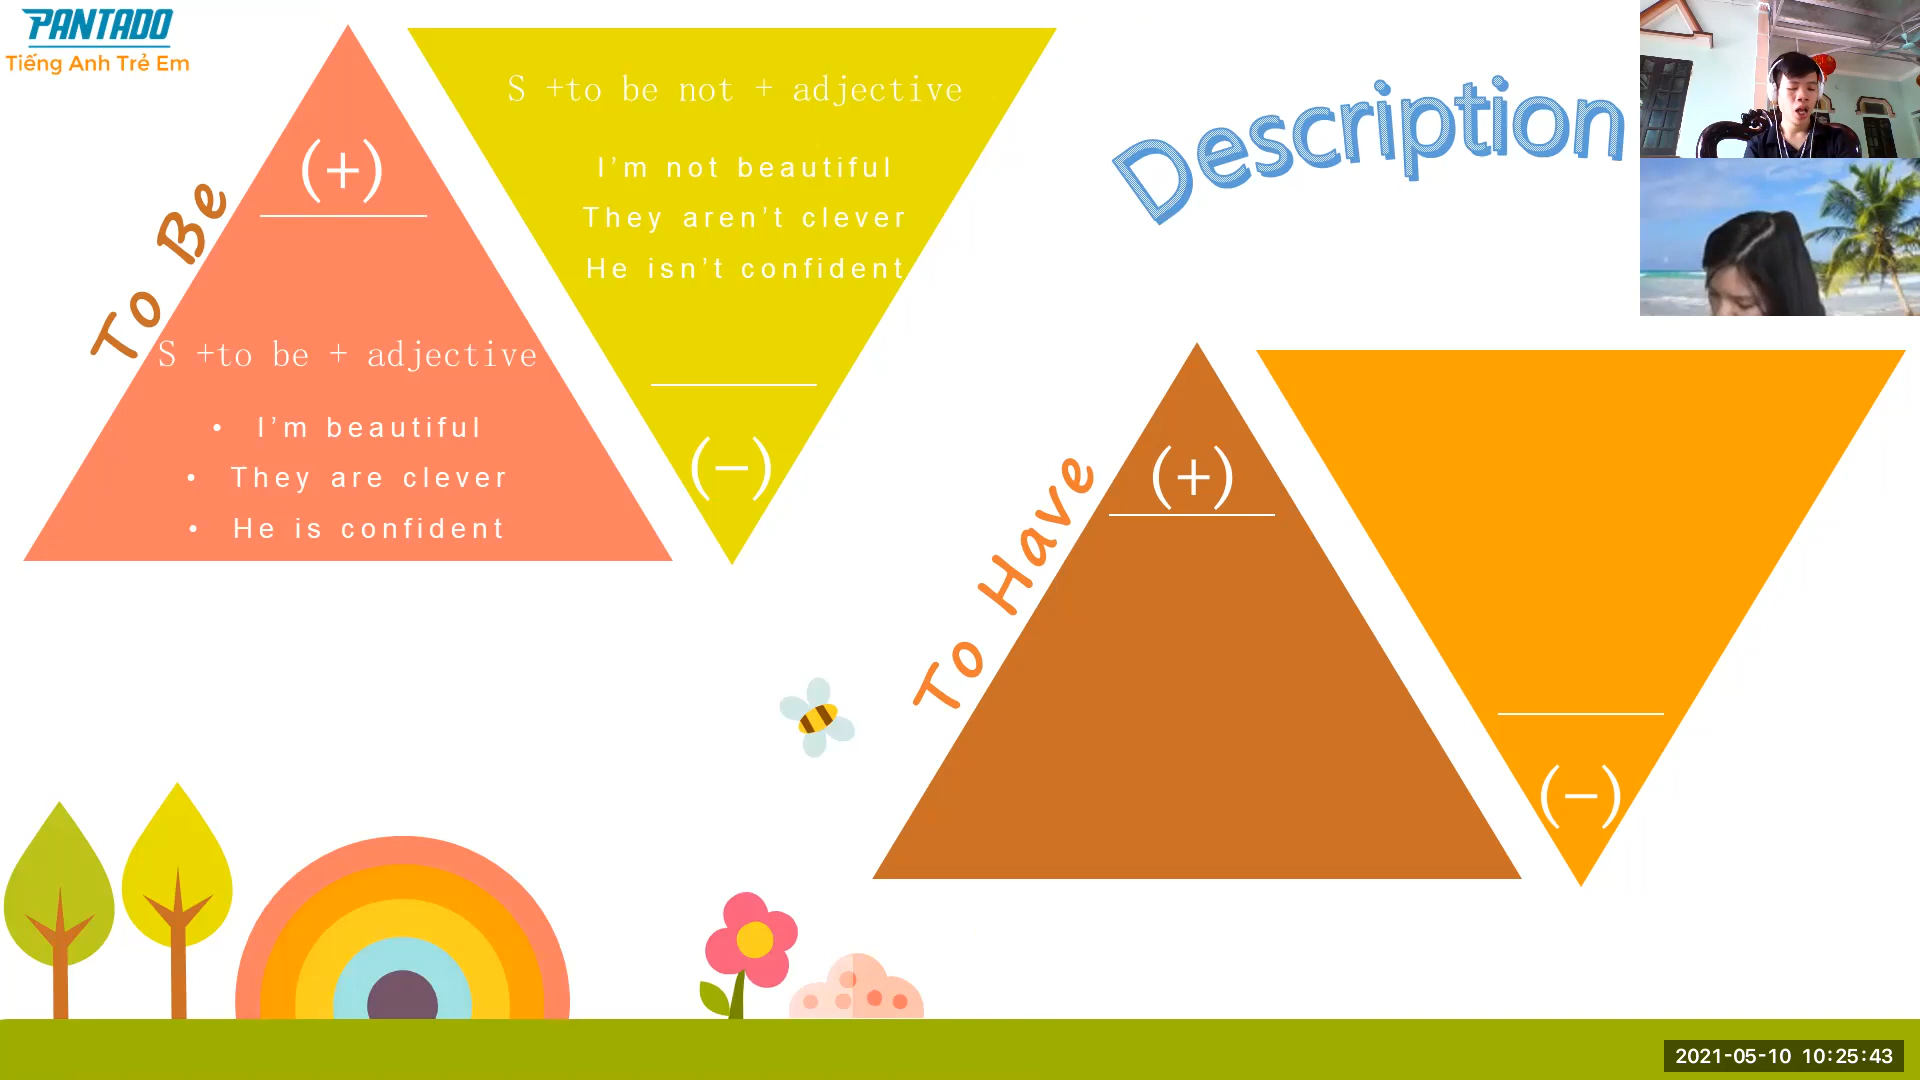 PANTADO
Tiếng Anh Trẻ Em
To Be
(+)
S +to be + adjective
• I’m beautiful
• They are clever
• He is confident
S +to be not + adjective
I’m not beautiful
They aren’t clever
He isn’t confident
(−)
Description
To Have
(+)
(−)
2021-05-10 10:25:43